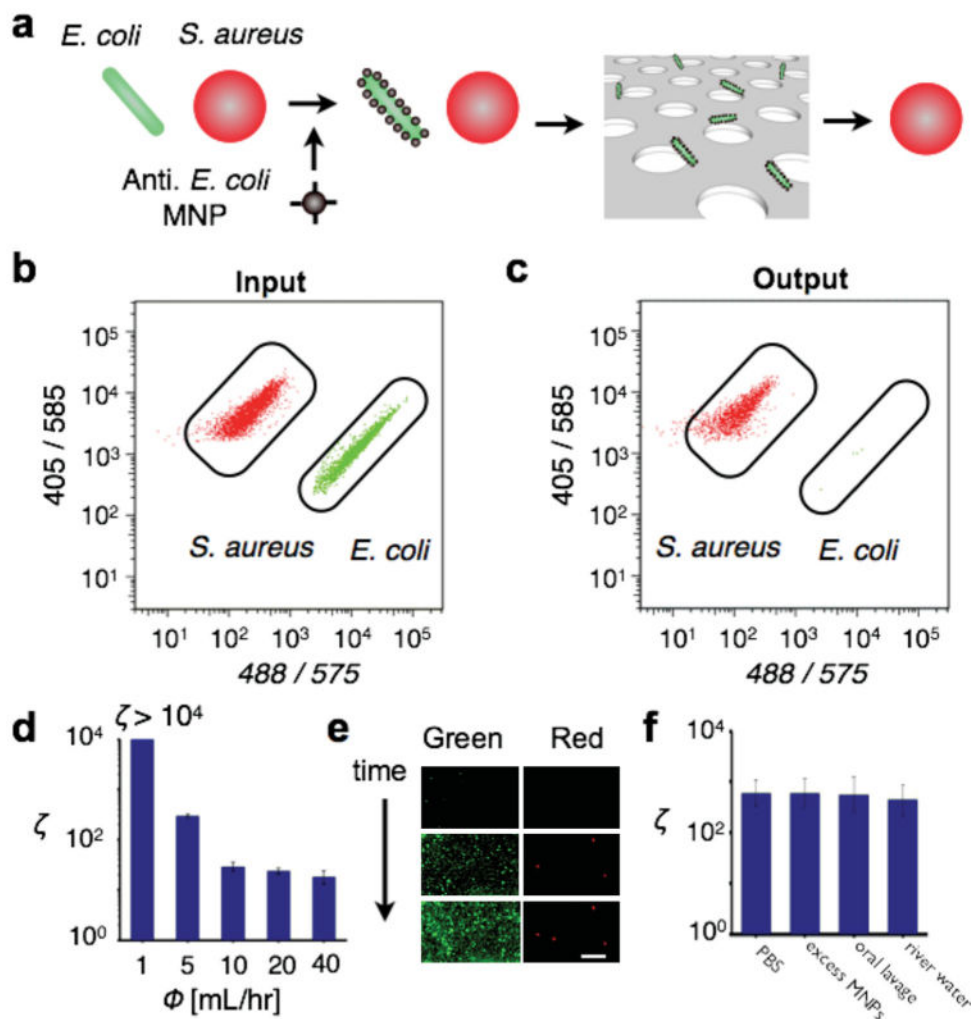 a
E. coli S. aureus
Anti. E. coli
MNP
b
Input
405 / 585
10⁵
10⁴
10³
10²
10¹
S. aureus E. coli
10¹ 10² 10³ 10⁴ 10⁵
488 / 575
c
Output
405 / 585
10⁵
10⁴
10³
10²
10¹
S. aureus E. coli
10¹ 10² 10³ 10⁴ 10⁵
488 / 575
d
ζ > 10⁴
10⁴
ζ
10²
10⁰
1 5 10 20 40
Φ [mL/hr]
e
Green Red
time
f
10⁴
ζ
10²
10⁰
PBS
excess MNPs
oral lavage
river water